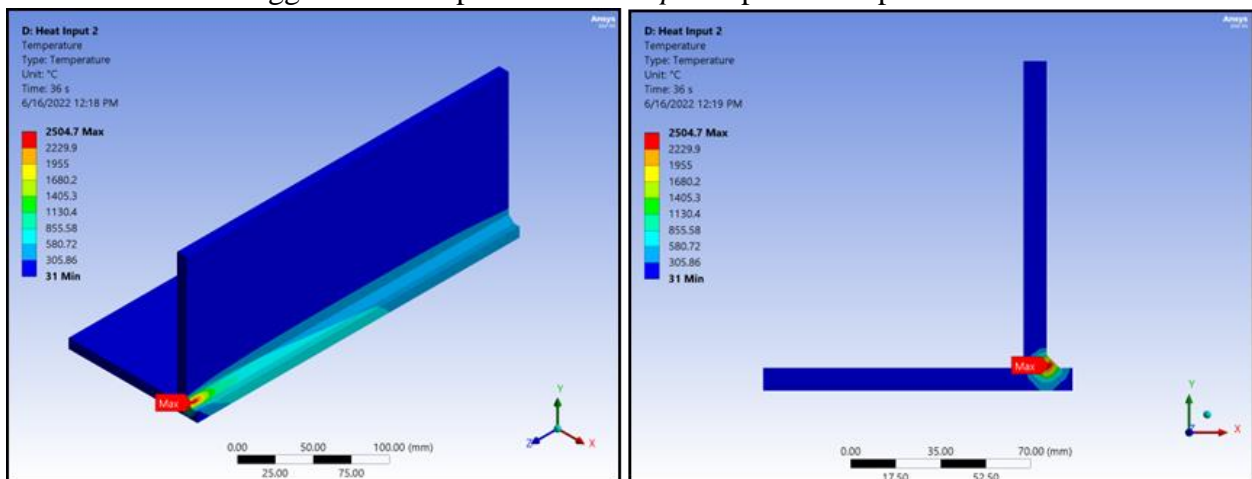 D: Heat Input 2
Temperature
Type: Temperature
Unit: °C
Time: 36 s
6/16/2022 12:18 PM
2504.7 Max
2229.9
1955
1680.2
1405.3
1130.4
855.58
580.72
305.86
31 Min
Ansys
Max
Y
Z
X
0.00 50.00 100.00 (mm)
25.00 75.00
D: Heat Input 2
Temperature
Type: Temperature
Unit: °C
Time: 36 s
6/16/2022 12:19 PM
2504.7 Max
2229.9
1955
1680.2
1405.3
1130.4
855.58
580.72
305.86
31 Min
Ansys
Max
Y
Z
X
0.00 35.00 70.00 (mm)
17.50 52.50